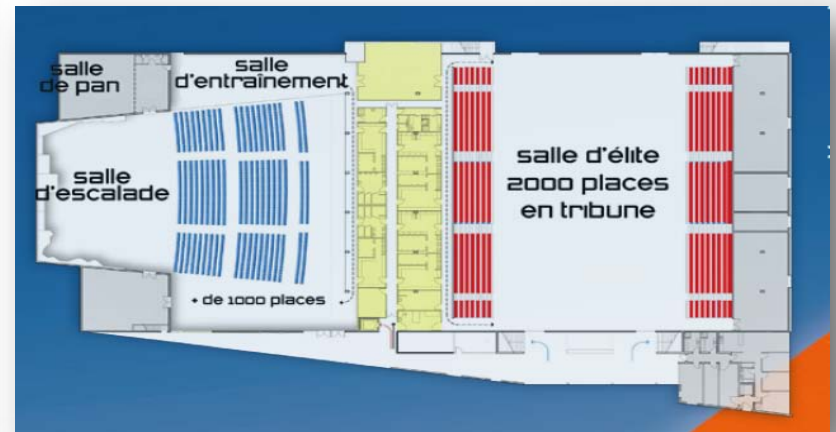 salle
de pan
salle
d'entraînement
salle
d'escalade
+ de 1000 places
salle d'élite
2000 places
en tribune